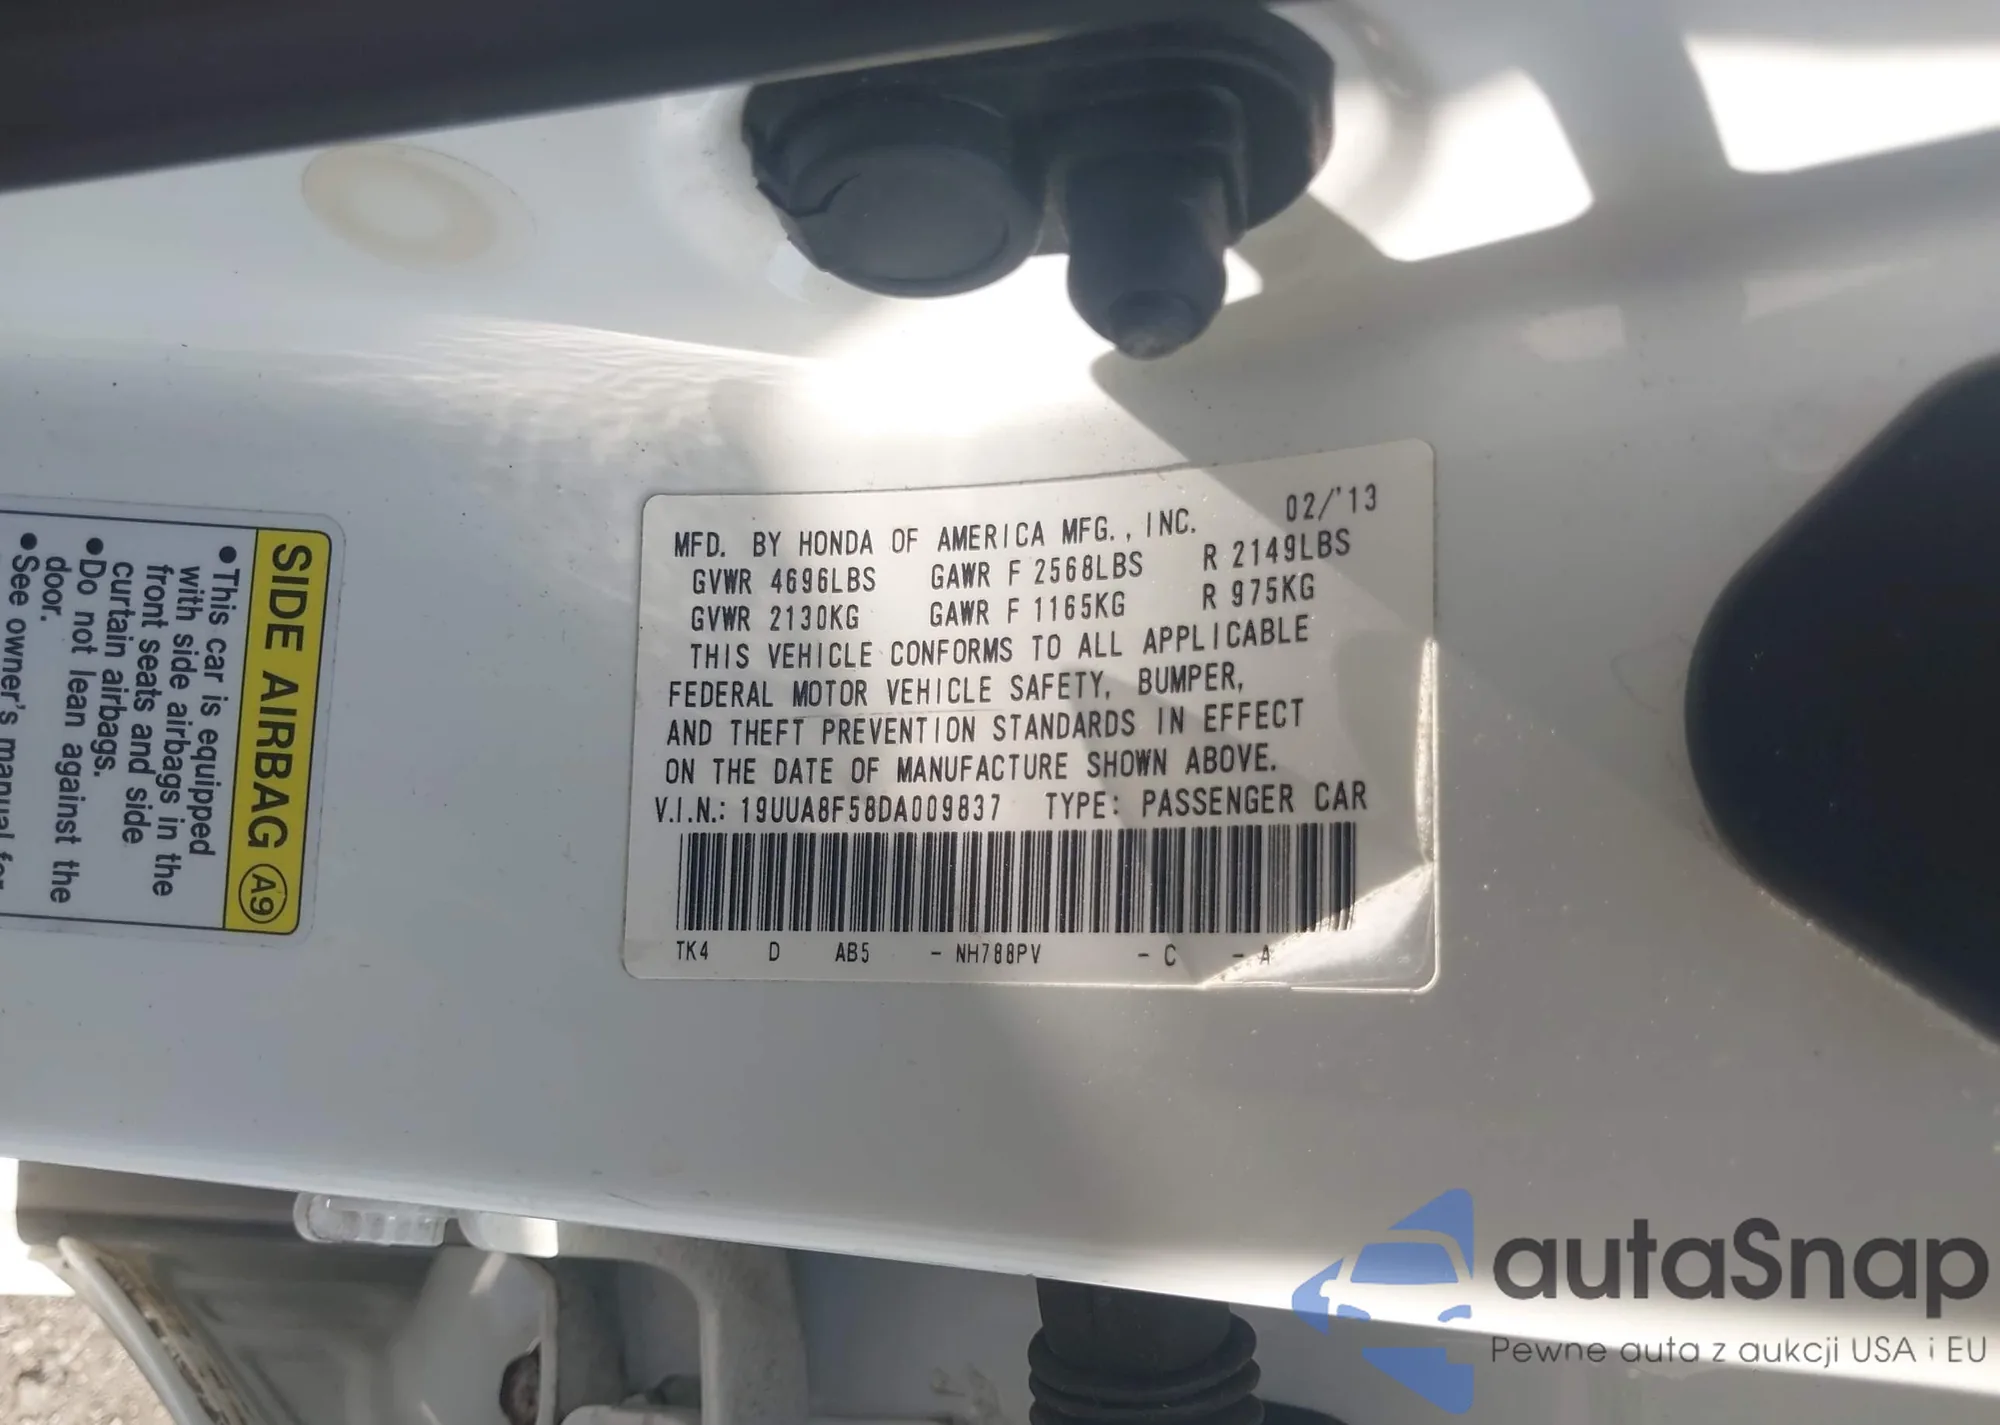 MFD. BY HONDA OF AMERICA MFG., INC. 02/'13
GVWR 4696LBS GAWR F 2568LBS R 2149LBS
GVWR 2130KG GAWR F 1165KG R 975KG
THIS VEHICLE CONFORMS TO ALL APPLICABLE
FEDERAL MOTOR VEHICLE SAFETY, BUMPER,
AND THEFT PREVENTION STANDARDS IN EFFECT
ON THE DATE OF MANUFACTURE SHOWN ABOVE.
V.I.N.: 19UUA8F58DA009837 TYPE: PASSENGER CAR
TK4 D AB5 - NH788PV - C - A
SIDE AIRBAG A9
•This car is equipped
with side airbags in the
front seats and side
curtain airbags.
•Do not lean against the
door.
•See owner's manual for
autaSnap
Pewne auta z aukcji USA i EU